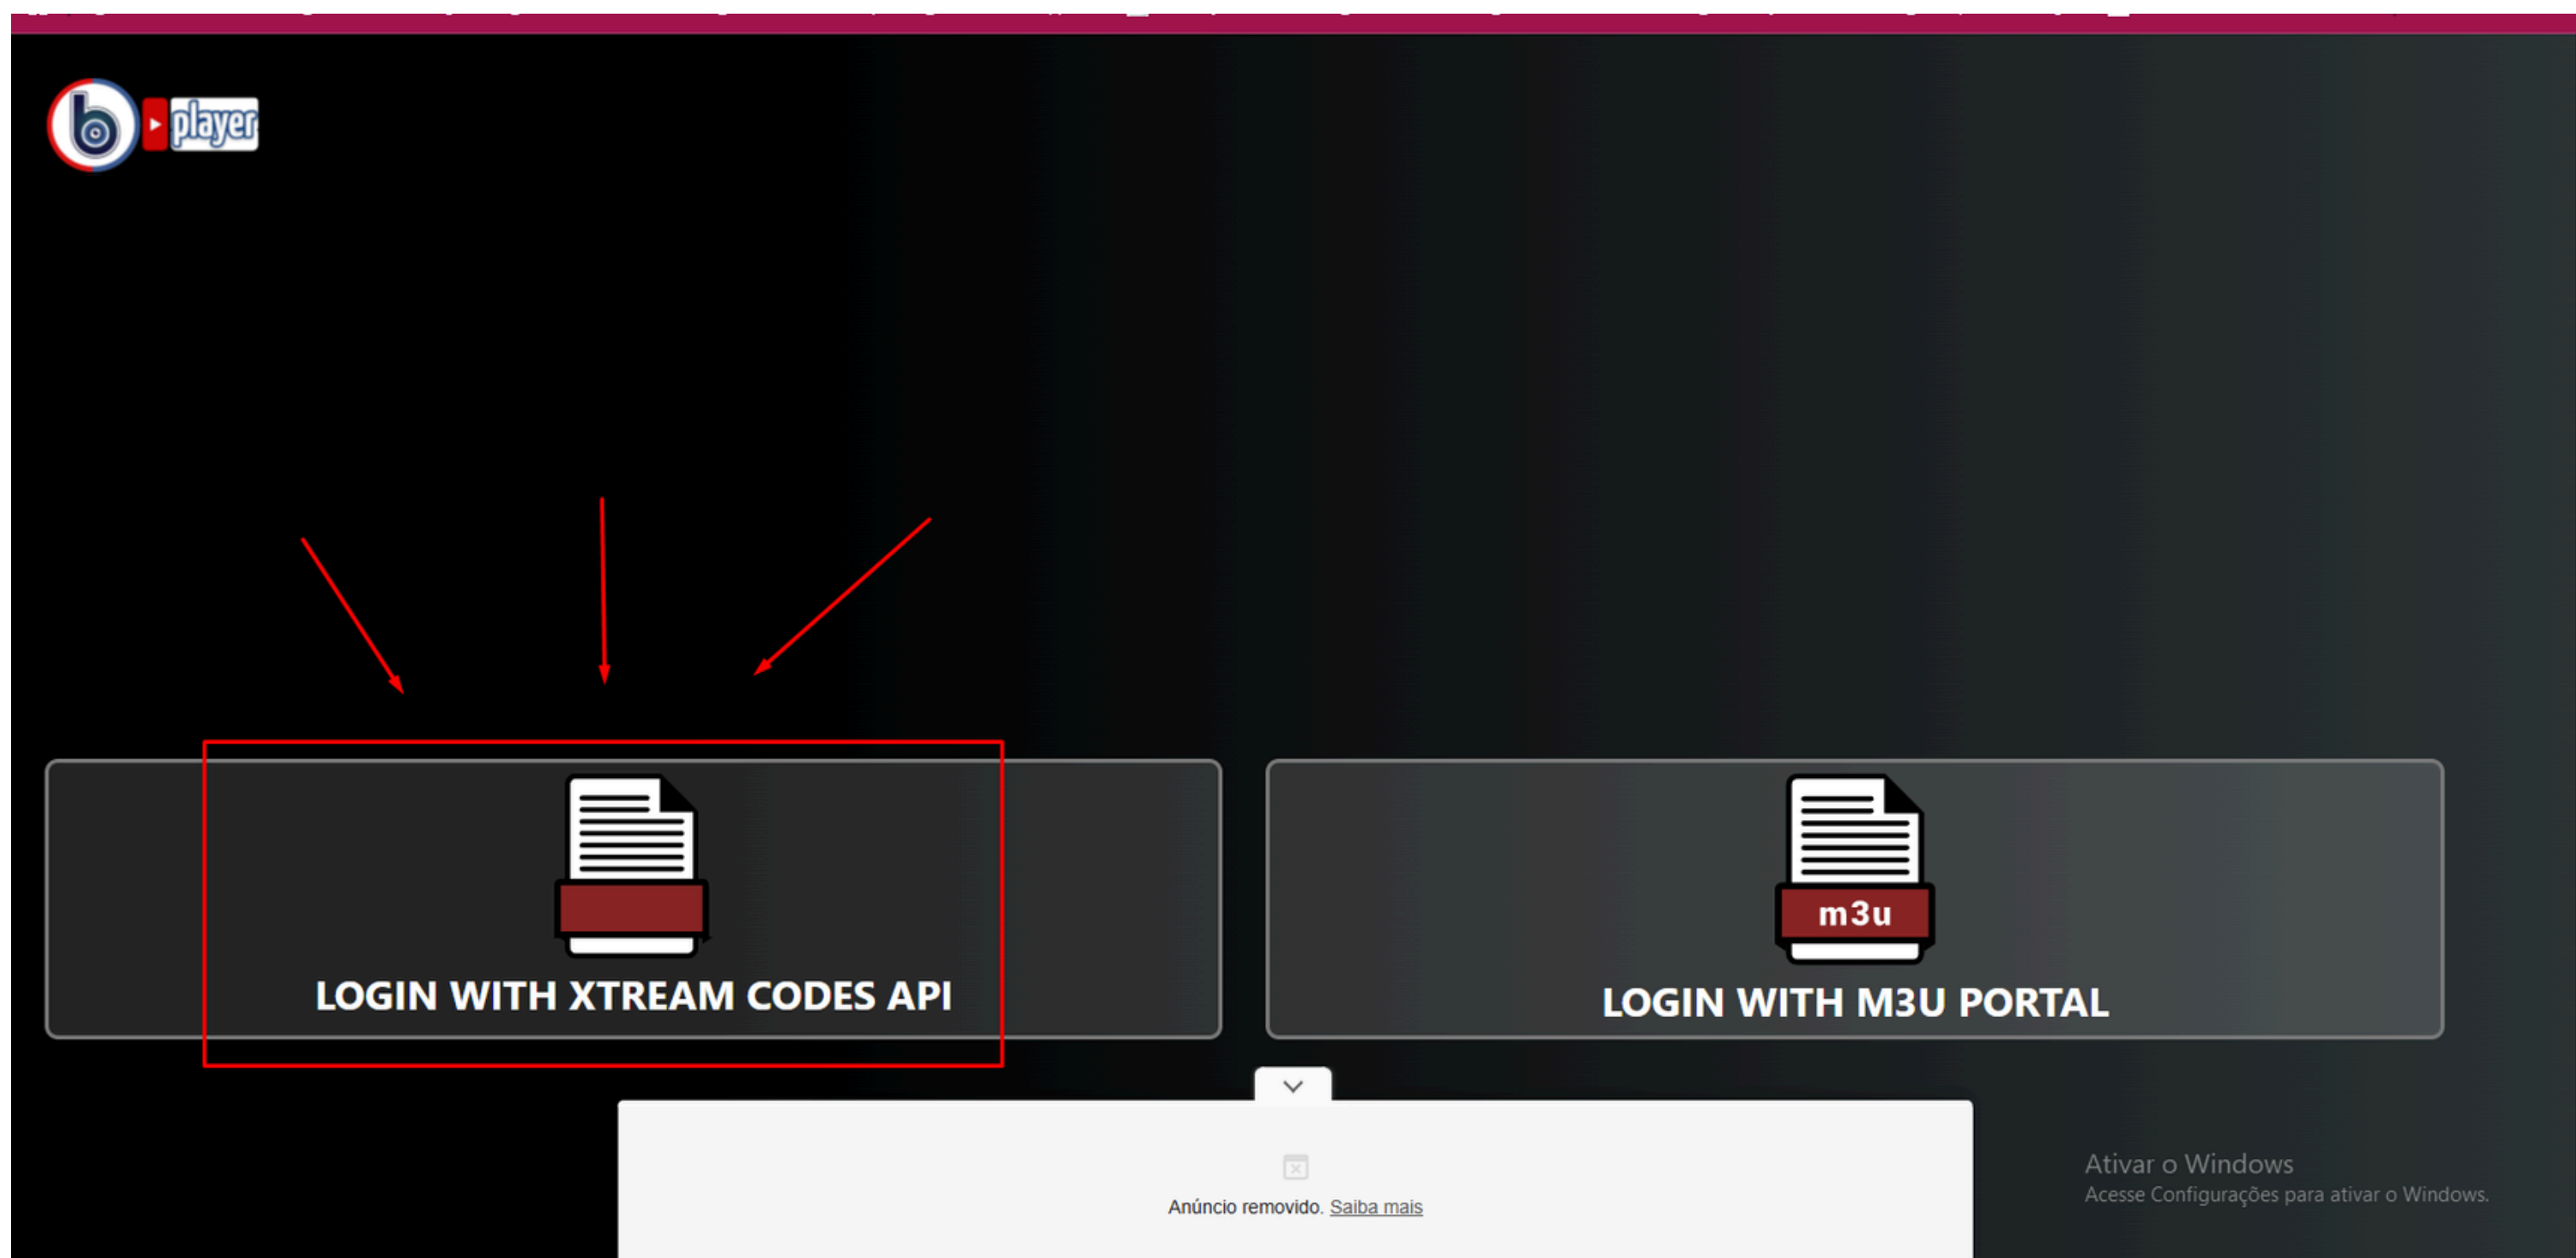 b player
LOGIN WITH XTREAM CODES API
m3u
LOGIN WITH M3U PORTAL
Anúncio removido. Saiba mais
Ativar o Windows
Acesse Configurações para ativar o Windows.